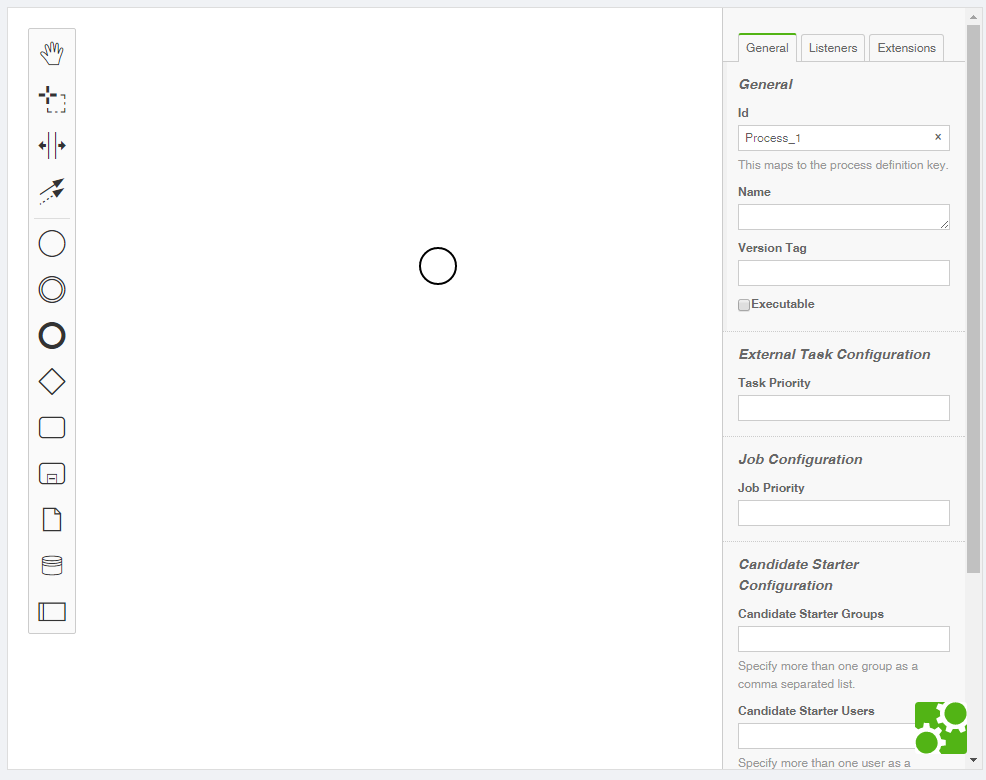 General
Listeners
Extensions
General
Id
Process_1
×
This maps to the process definition key.
Name
Version Tag
Executable
External Task Configuration
Task Priority
Job Configuration
Job Priority
Candidate Starter
Configuration
Candidate Starter Groups
Specify more than one group as a
comma separated list.
Candidate Starter Users
Specify more than one user as a